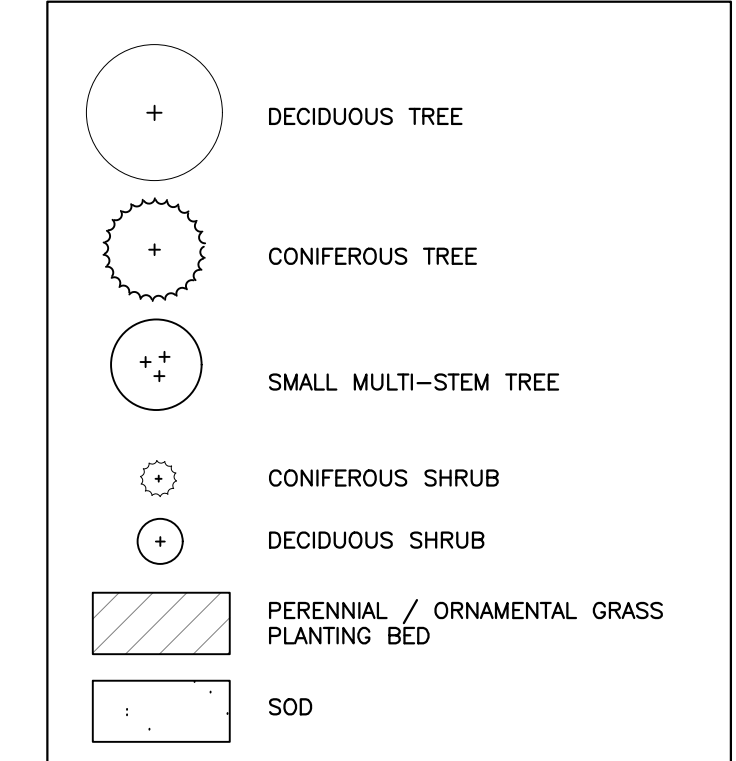 DECIDUOUS TREE
CONIFEROUS TREE
SMALL MULTI-STEM TREE
CONIFEROUS SHRUB
DECIDUOUS SHRUB
PERENNIAL / ORNAMENTAL GRASS
PLANTING BED
SOD